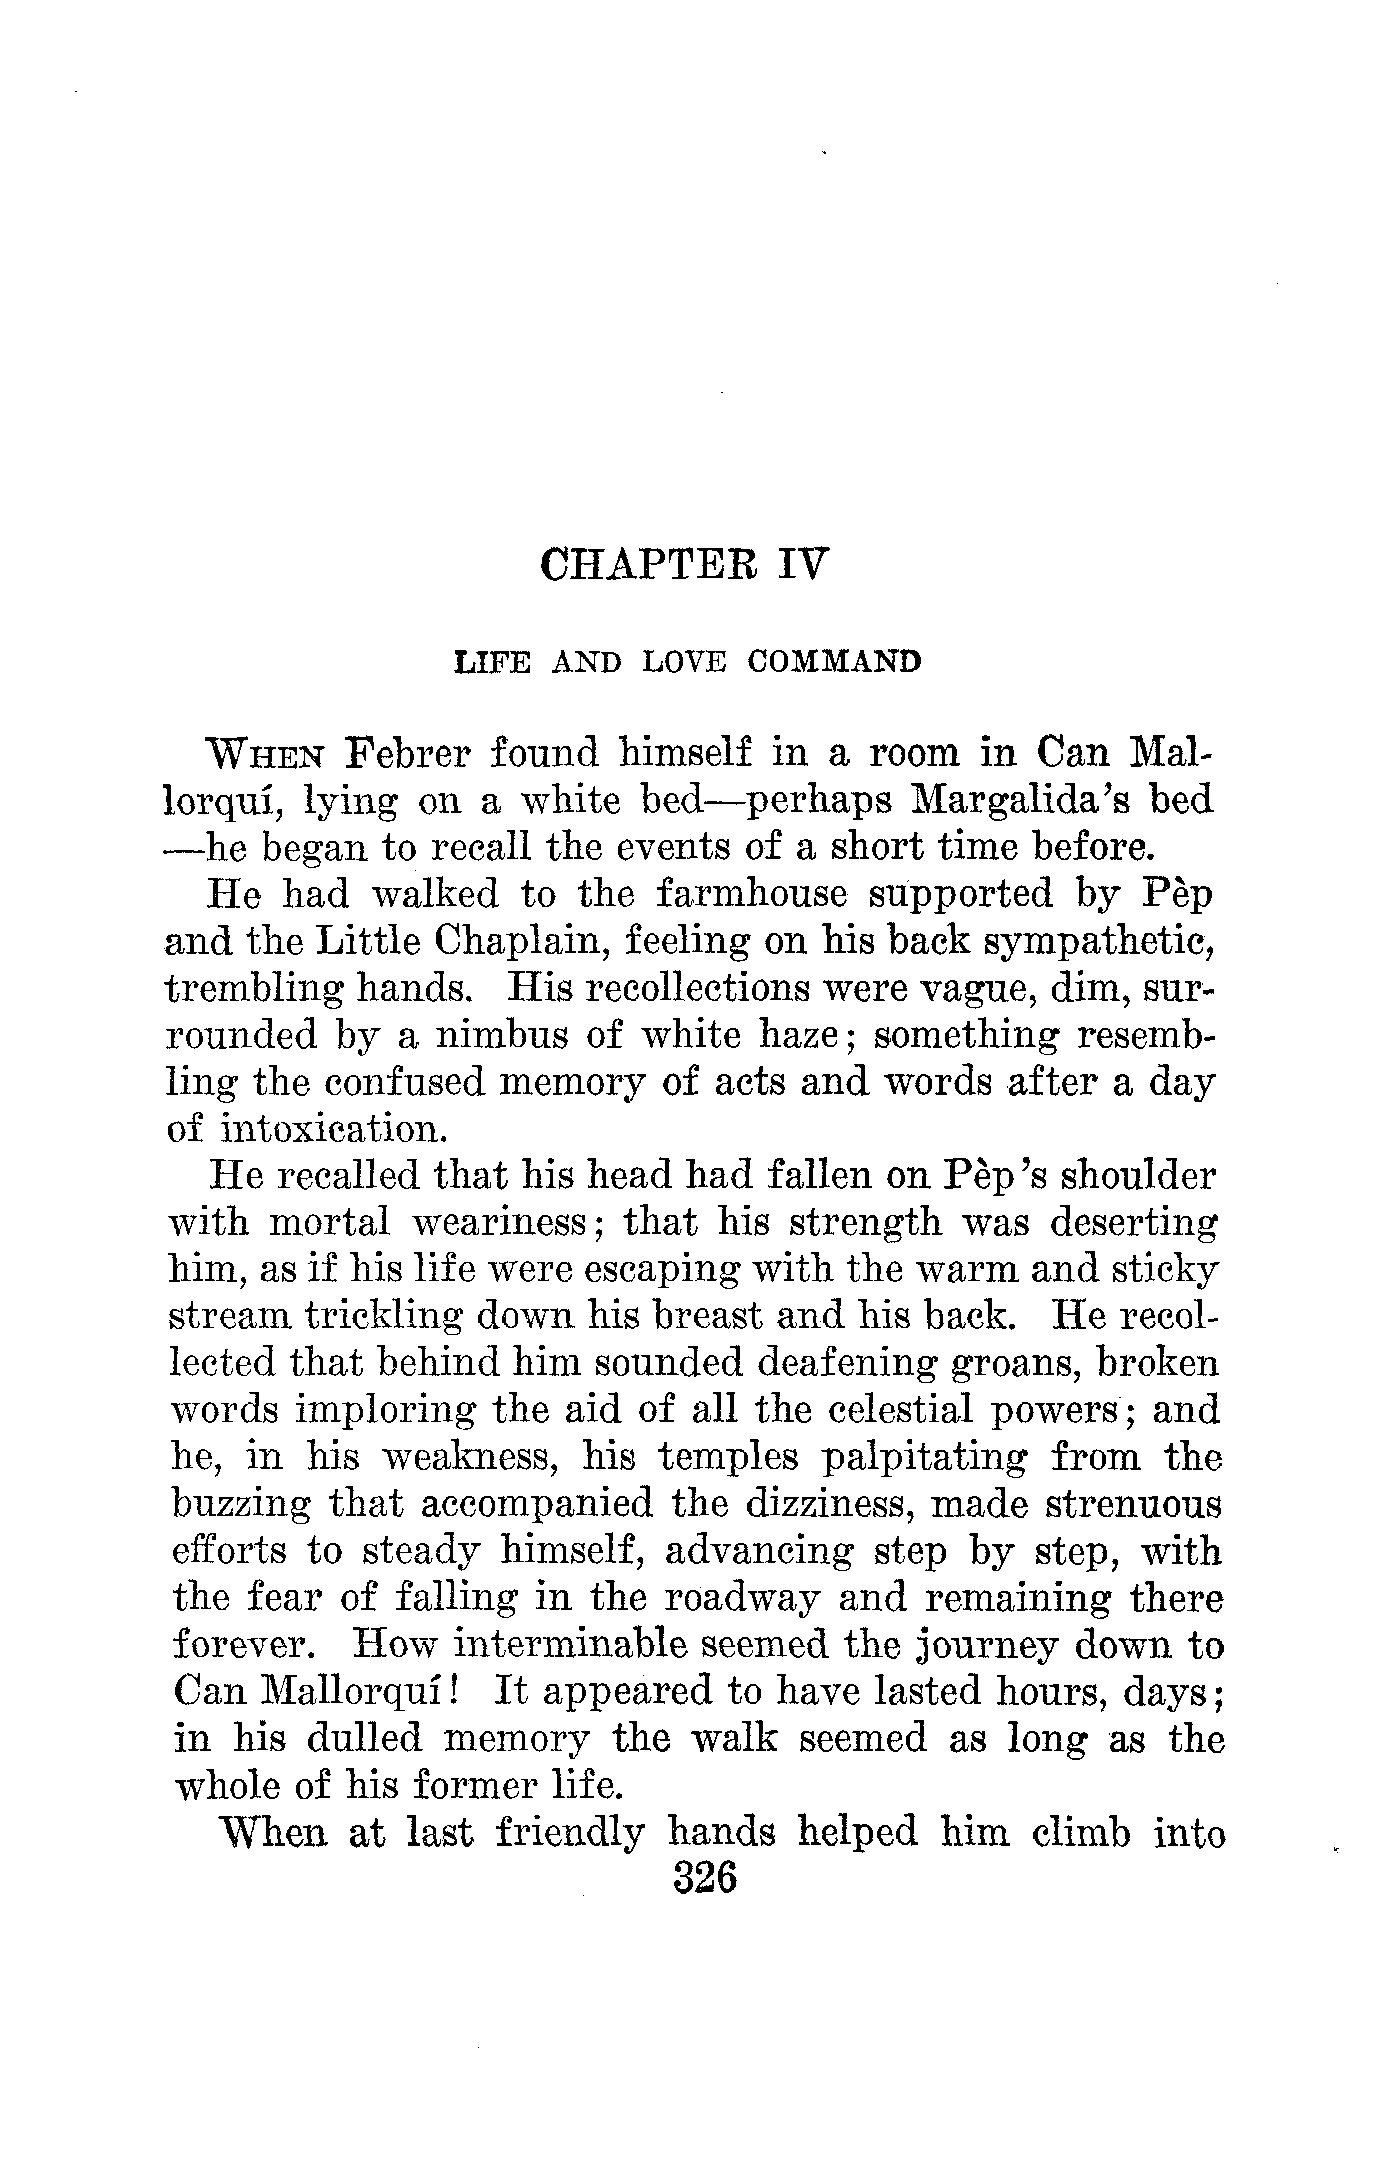 CHAPTER IV
LIFE AND LOVE COMMAND
WHEN Febrer found himself in a room in Can Mal-
lorquí, lying on a white bed—perhaps Margalida's bed
—he began to recall the events of a short time before.
He had walked to the farmhouse supported by Pèp
and the Little Chaplain, feeling on his back sympathetic,
trembling hands. His recollections were vague, dim, sur-
rounded by a nimbus of white haze; something resemb-
ling the confused memory of acts and words after a day
of intoxication.
He recalled that his head had fallen on Pèp's shoulder
with mortal weariness; that his strength was deserting
him, as if his life were escaping with the warm and sticky
stream trickling down his breast and his back. He recol-
lected that behind him sounded deafening groans, broken
words imploring the aid of all the celestial powers; and
he, in his weakness, his temples palpitating from the
buzzing that accompanied the dizziness, made strenuous
efforts to steady himself, advancing step by step, with
the fear of falling in the roadway and remaining there
forever. How interminable seemed the journey down to
Can Mallorquí! It appeared to have lasted hours, days;
in his dulled memory the walk seemed as long as the
whole of his former life.
When at last friendly hands helped him climb into
326